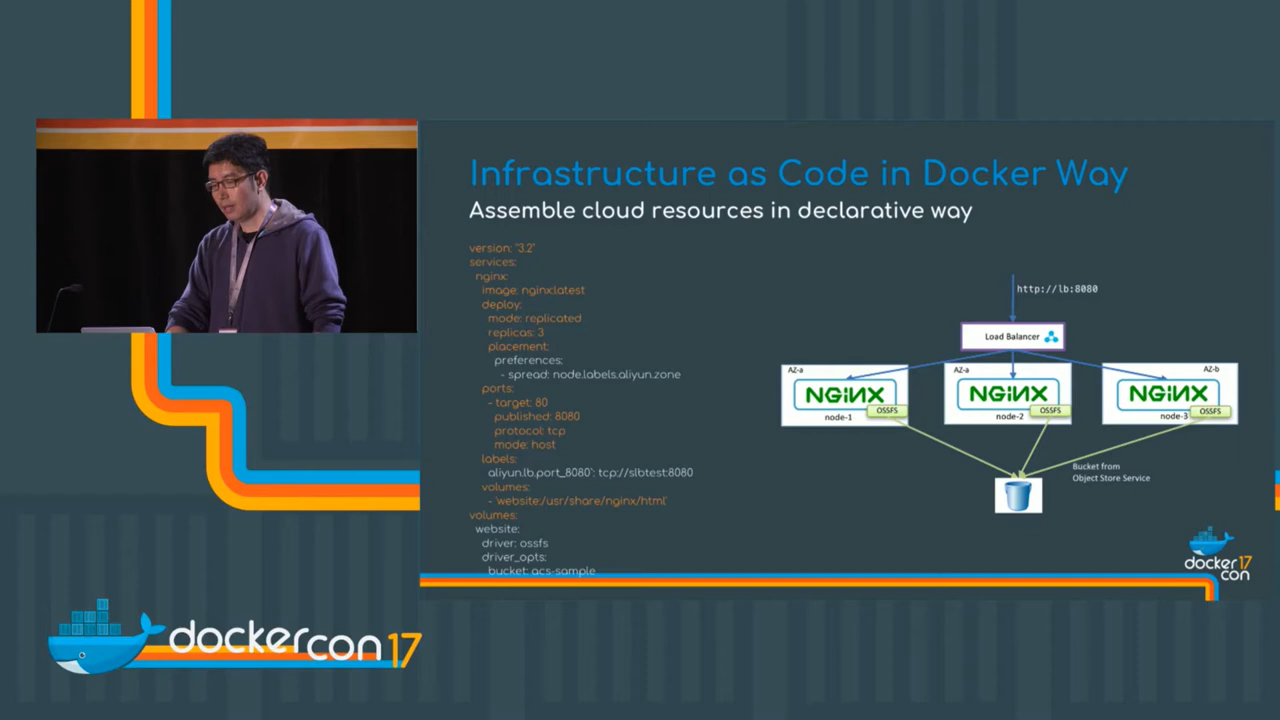 Infrastructure as Code in Docker Way
Assemble cloud resources in declarative way
version: "3.2"
services:
nginx:
image: nginx:latest
deploy:
mode: replicated
replicas: 3
placement:
preferences:
- spread: node.labels.aliyun.zone
ports:
- target: 80
published: 8080
protocol: tcp
mode: host
labels:
aliyun.lb.port_8080`: tcp://slbtest:8080
volumes:
- 'website:/usr/share/nginx/html'
volumes:
website:
driver: ossfs
driver_opts:
bucket: acs-sample
http://lb:8080
Load Balancer
AZ-a
NGiNX
OSSFS
node-1
AZ-a
NGiNX
OSSFS
node-2
AZ-b
NGiNX
OSSFS
node-3
Bucket from
Object Store Service
docker 17
con
dockercon 17